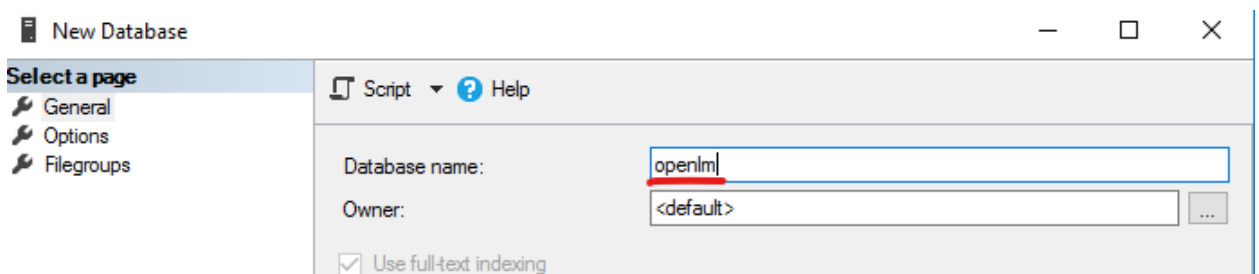 New Database
Select a page
General
Options
Filegroups
Script Help
Database name: openlm
Owner: <default> ...
Use full-text indexing